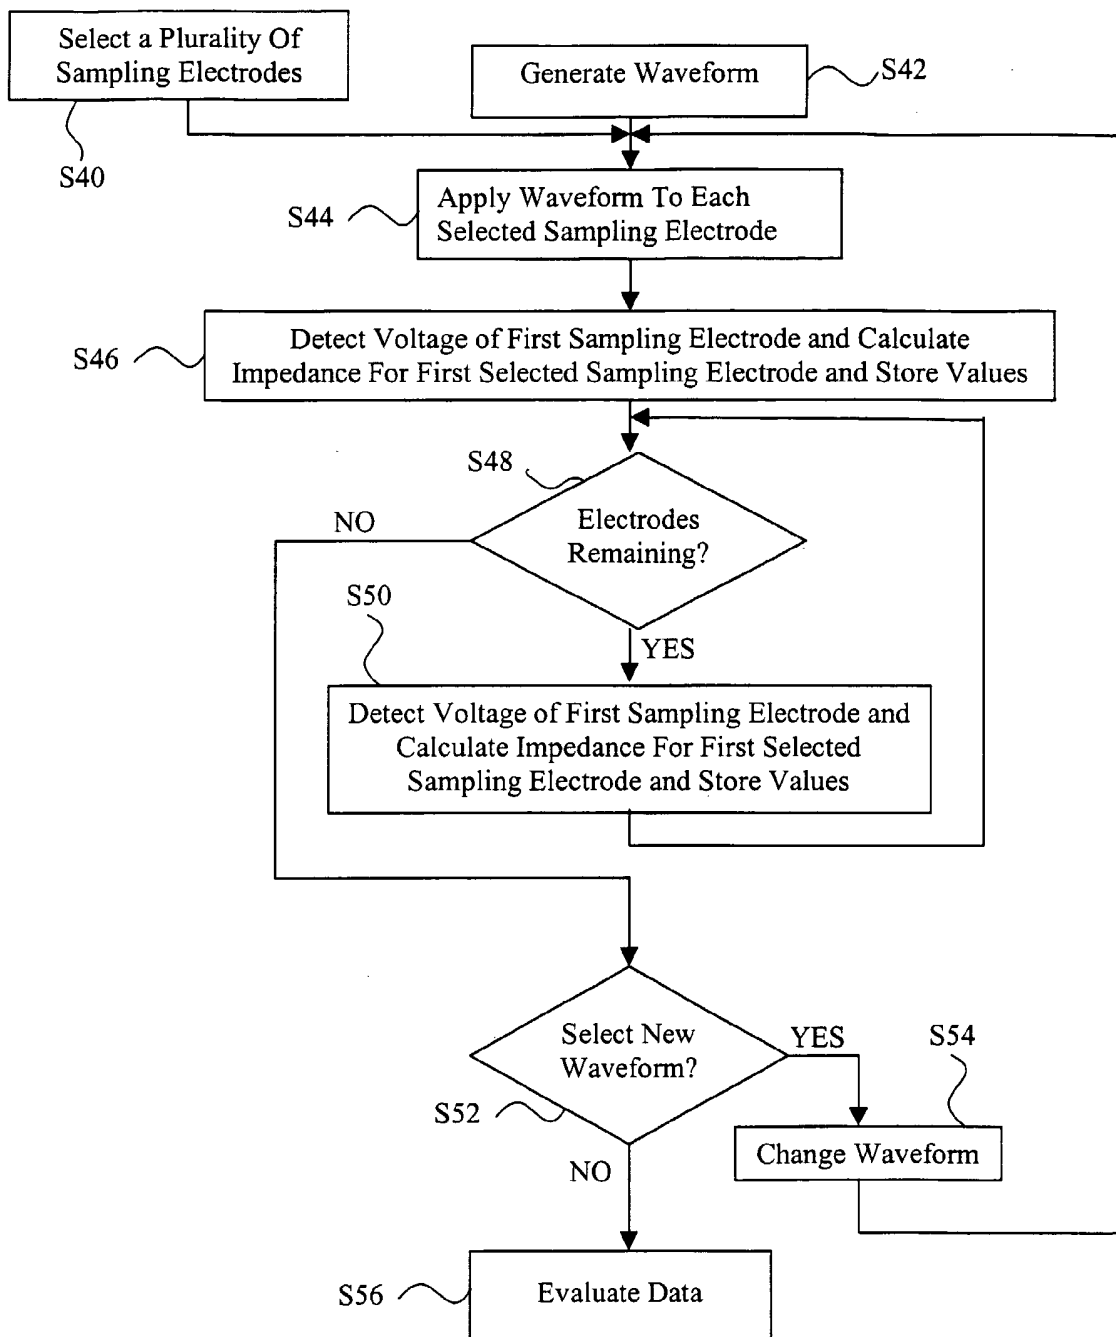 Select a Plurality Of
Sampling Electrodes
S40
Generate Waveform
S42
Apply Waveform To Each
Selected Sampling Electrode
S44
Detect Voltage of First Sampling Electrode and Calculate
Impedance For First Selected Sampling Electrode and Store Values
S46
S48
Electrodes
Remaining?
NO
YES
S50
Detect Voltage of First Sampling Electrode and
Calculate Impedance For First Selected
Sampling Electrode and Store Values
Select New
Waveform?
S52
YES
NO
S54
Change Waveform
S56
Evaluate Data